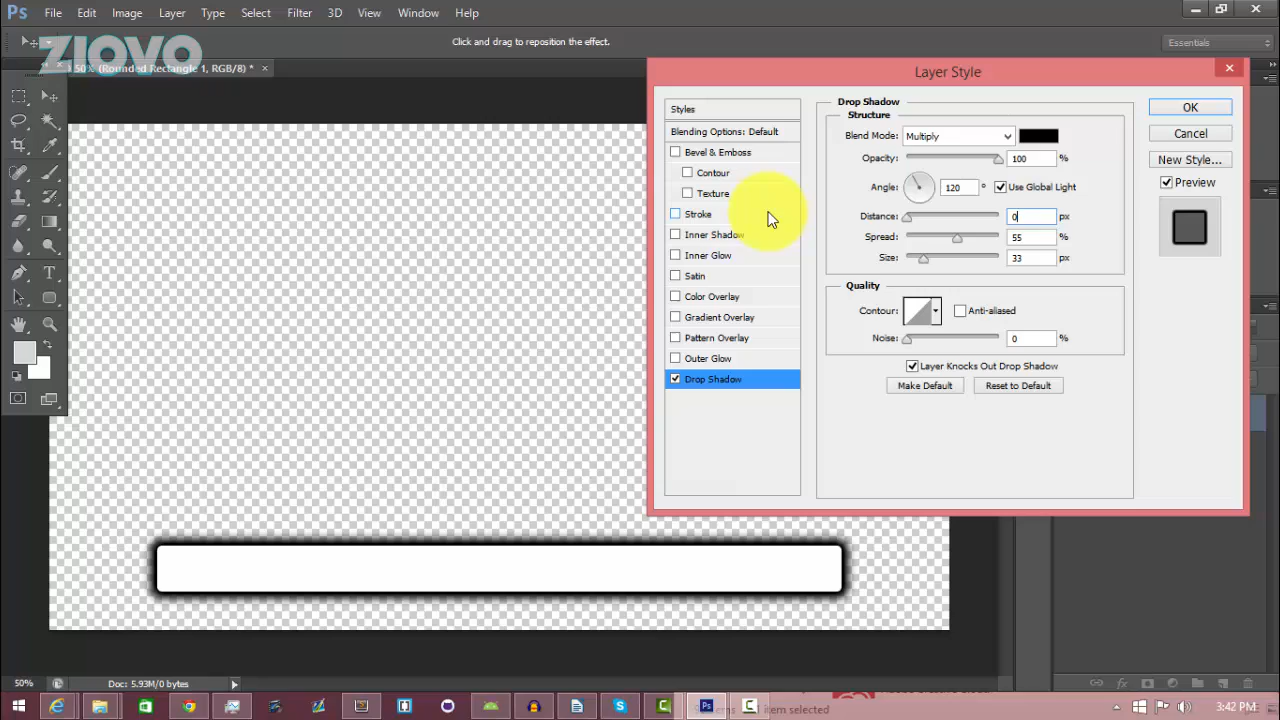 Ps File Edit Image Layer Type Select Filter 3D View Window Help
ZIOVO
Click and drag to reposition the effect.
Essentials
50% (Rounded Rectangle 1, RGB/8) * ×
Layer Style
Styles
Blending Options: Default
Bevel & Emboss
Contour
Texture
Stroke
Inner Shadow
Inner Glow
Satin
Color Overlay
Gradient Overlay
Pattern Overlay
Outer Glow
Drop Shadow
Drop Shadow
Structure
Blend Mode: Multiply
Opacity: 100 %
Angle: 120 ° Use Global Light
Distance: 0 px
Spread: 55 %
Size: 33 px
Quality
Contour: Anti-aliased
Noise: 0 %
Layer Knocks Out Drop Shadow
Make Default Reset to Default
OK
Cancel
New Style...
Preview
50% Doc: 5.93M/0 bytes
item selected
3:42 PM